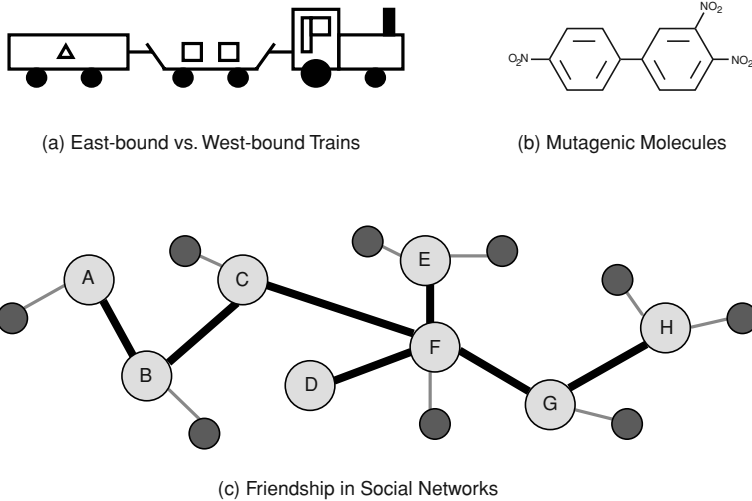 NO2
O2N
NO2
(a) East-bound vs. West-bound Trains
(b) Mutagenic Molecules
E
A
C
H
F
B
D
G
(c) Friendship in Social Networks